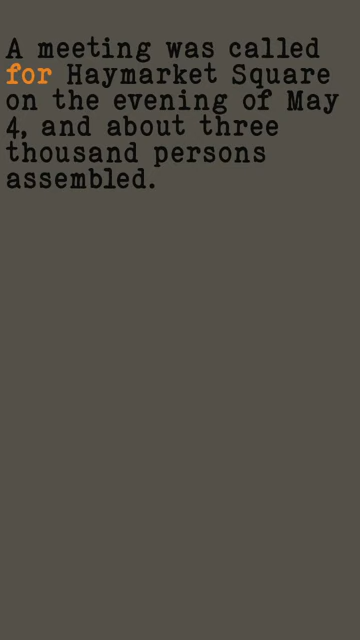 A meeting was called
for Haymarket Square
on the evening of May
4, and about three
thousand persons
assembled.